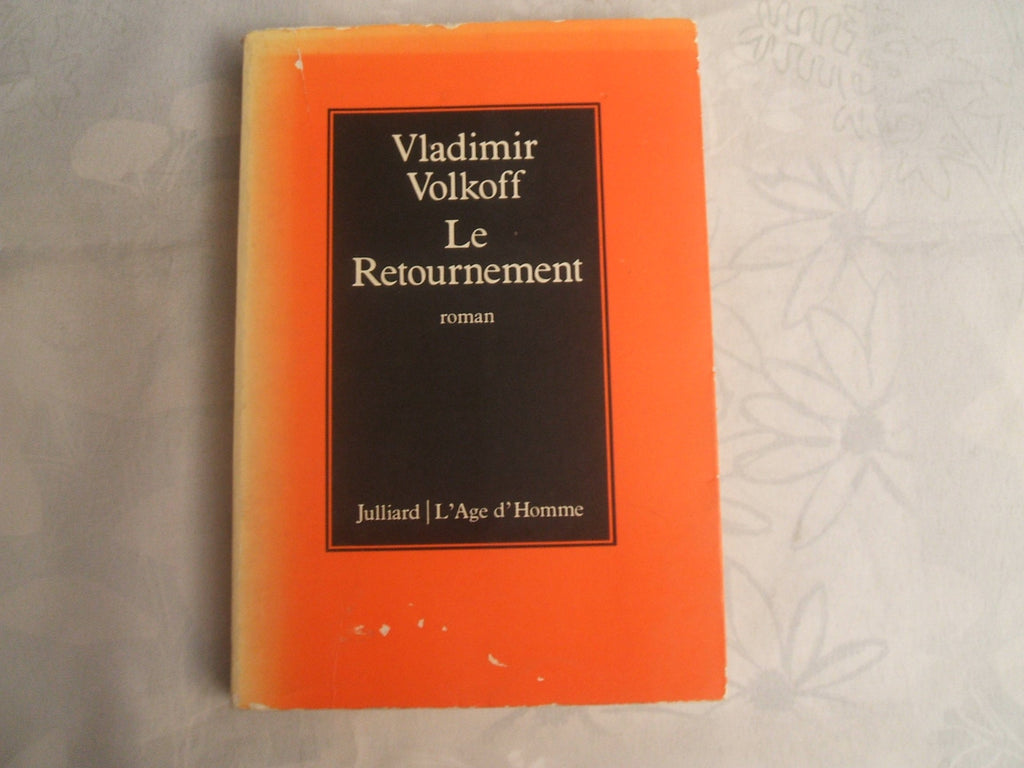 Vladimir
Volkoff
Le
Retournement
roman
Julliard | L'Age d'Homme